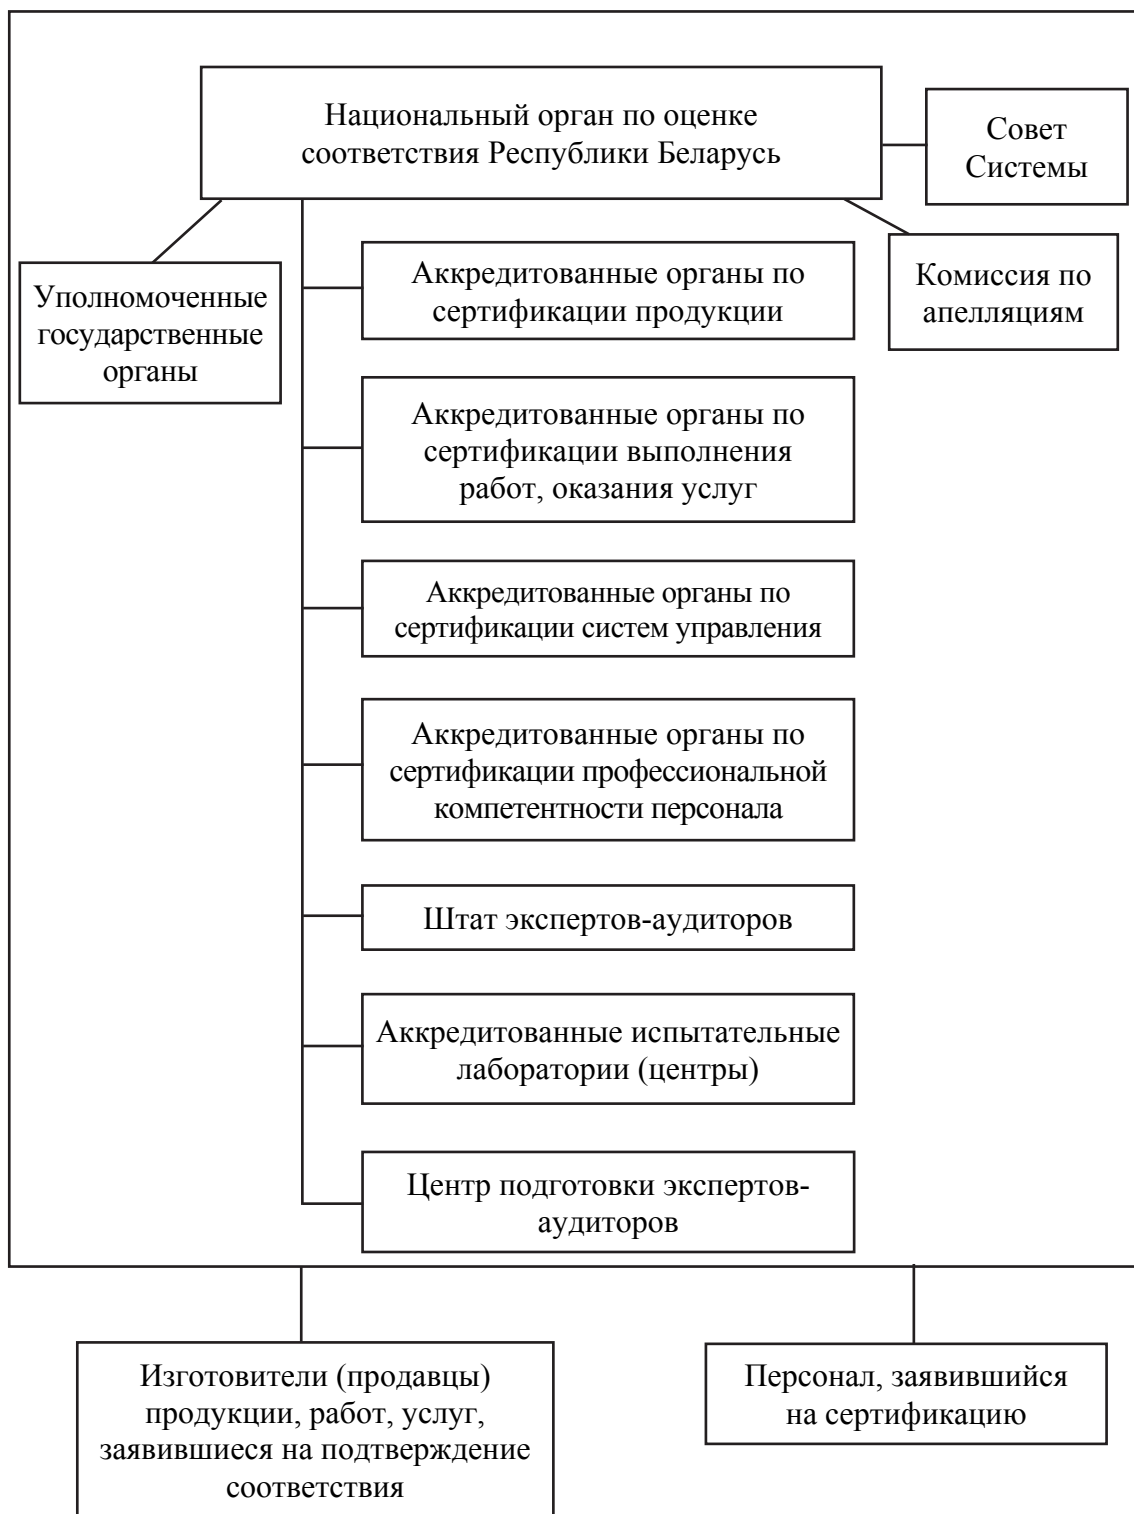 Национальный орган по оценке
соответствия Республики Беларусь
Совет
Системы
Уполномоченные
государственные
органы
Аккредитованные органы по
сертификации продукции
Комиссия по
апелляциям
Аккредитованные органы по
сертификации выполнения
работ, оказания услуг
Аккредитованные органы по
сертификации систем управления
Аккредитованные органы по
сертификации профессиональной
компетентности персонала
Штат экспертов-аудиторов
Аккредитованные испытательные
лаборатории (центры)
Центр подготовки экспертов-
аудиторов
Изготовители (продавцы)
продукции, работ, услуг,
заявившиеся на подтверждение
соответствия
Персонал, заявившийся
на сертификацию